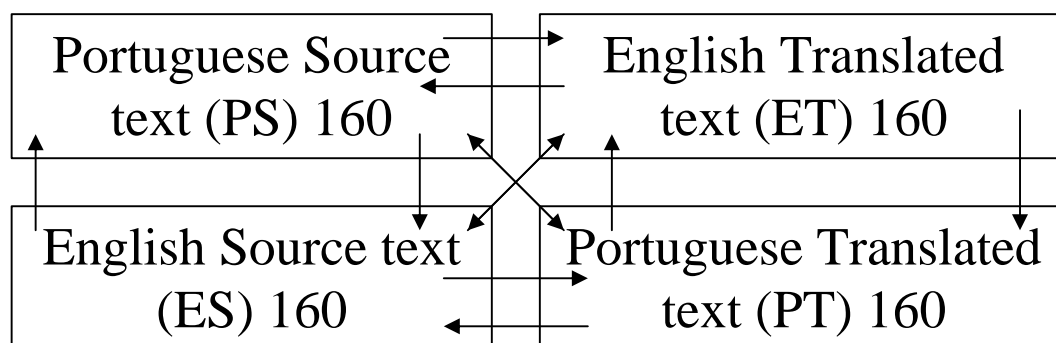 Portuguese Source
text (PS) 160
English Translated
text (ET) 160
English Source text
(ES) 160
Portuguese Translated
text (PT) 160